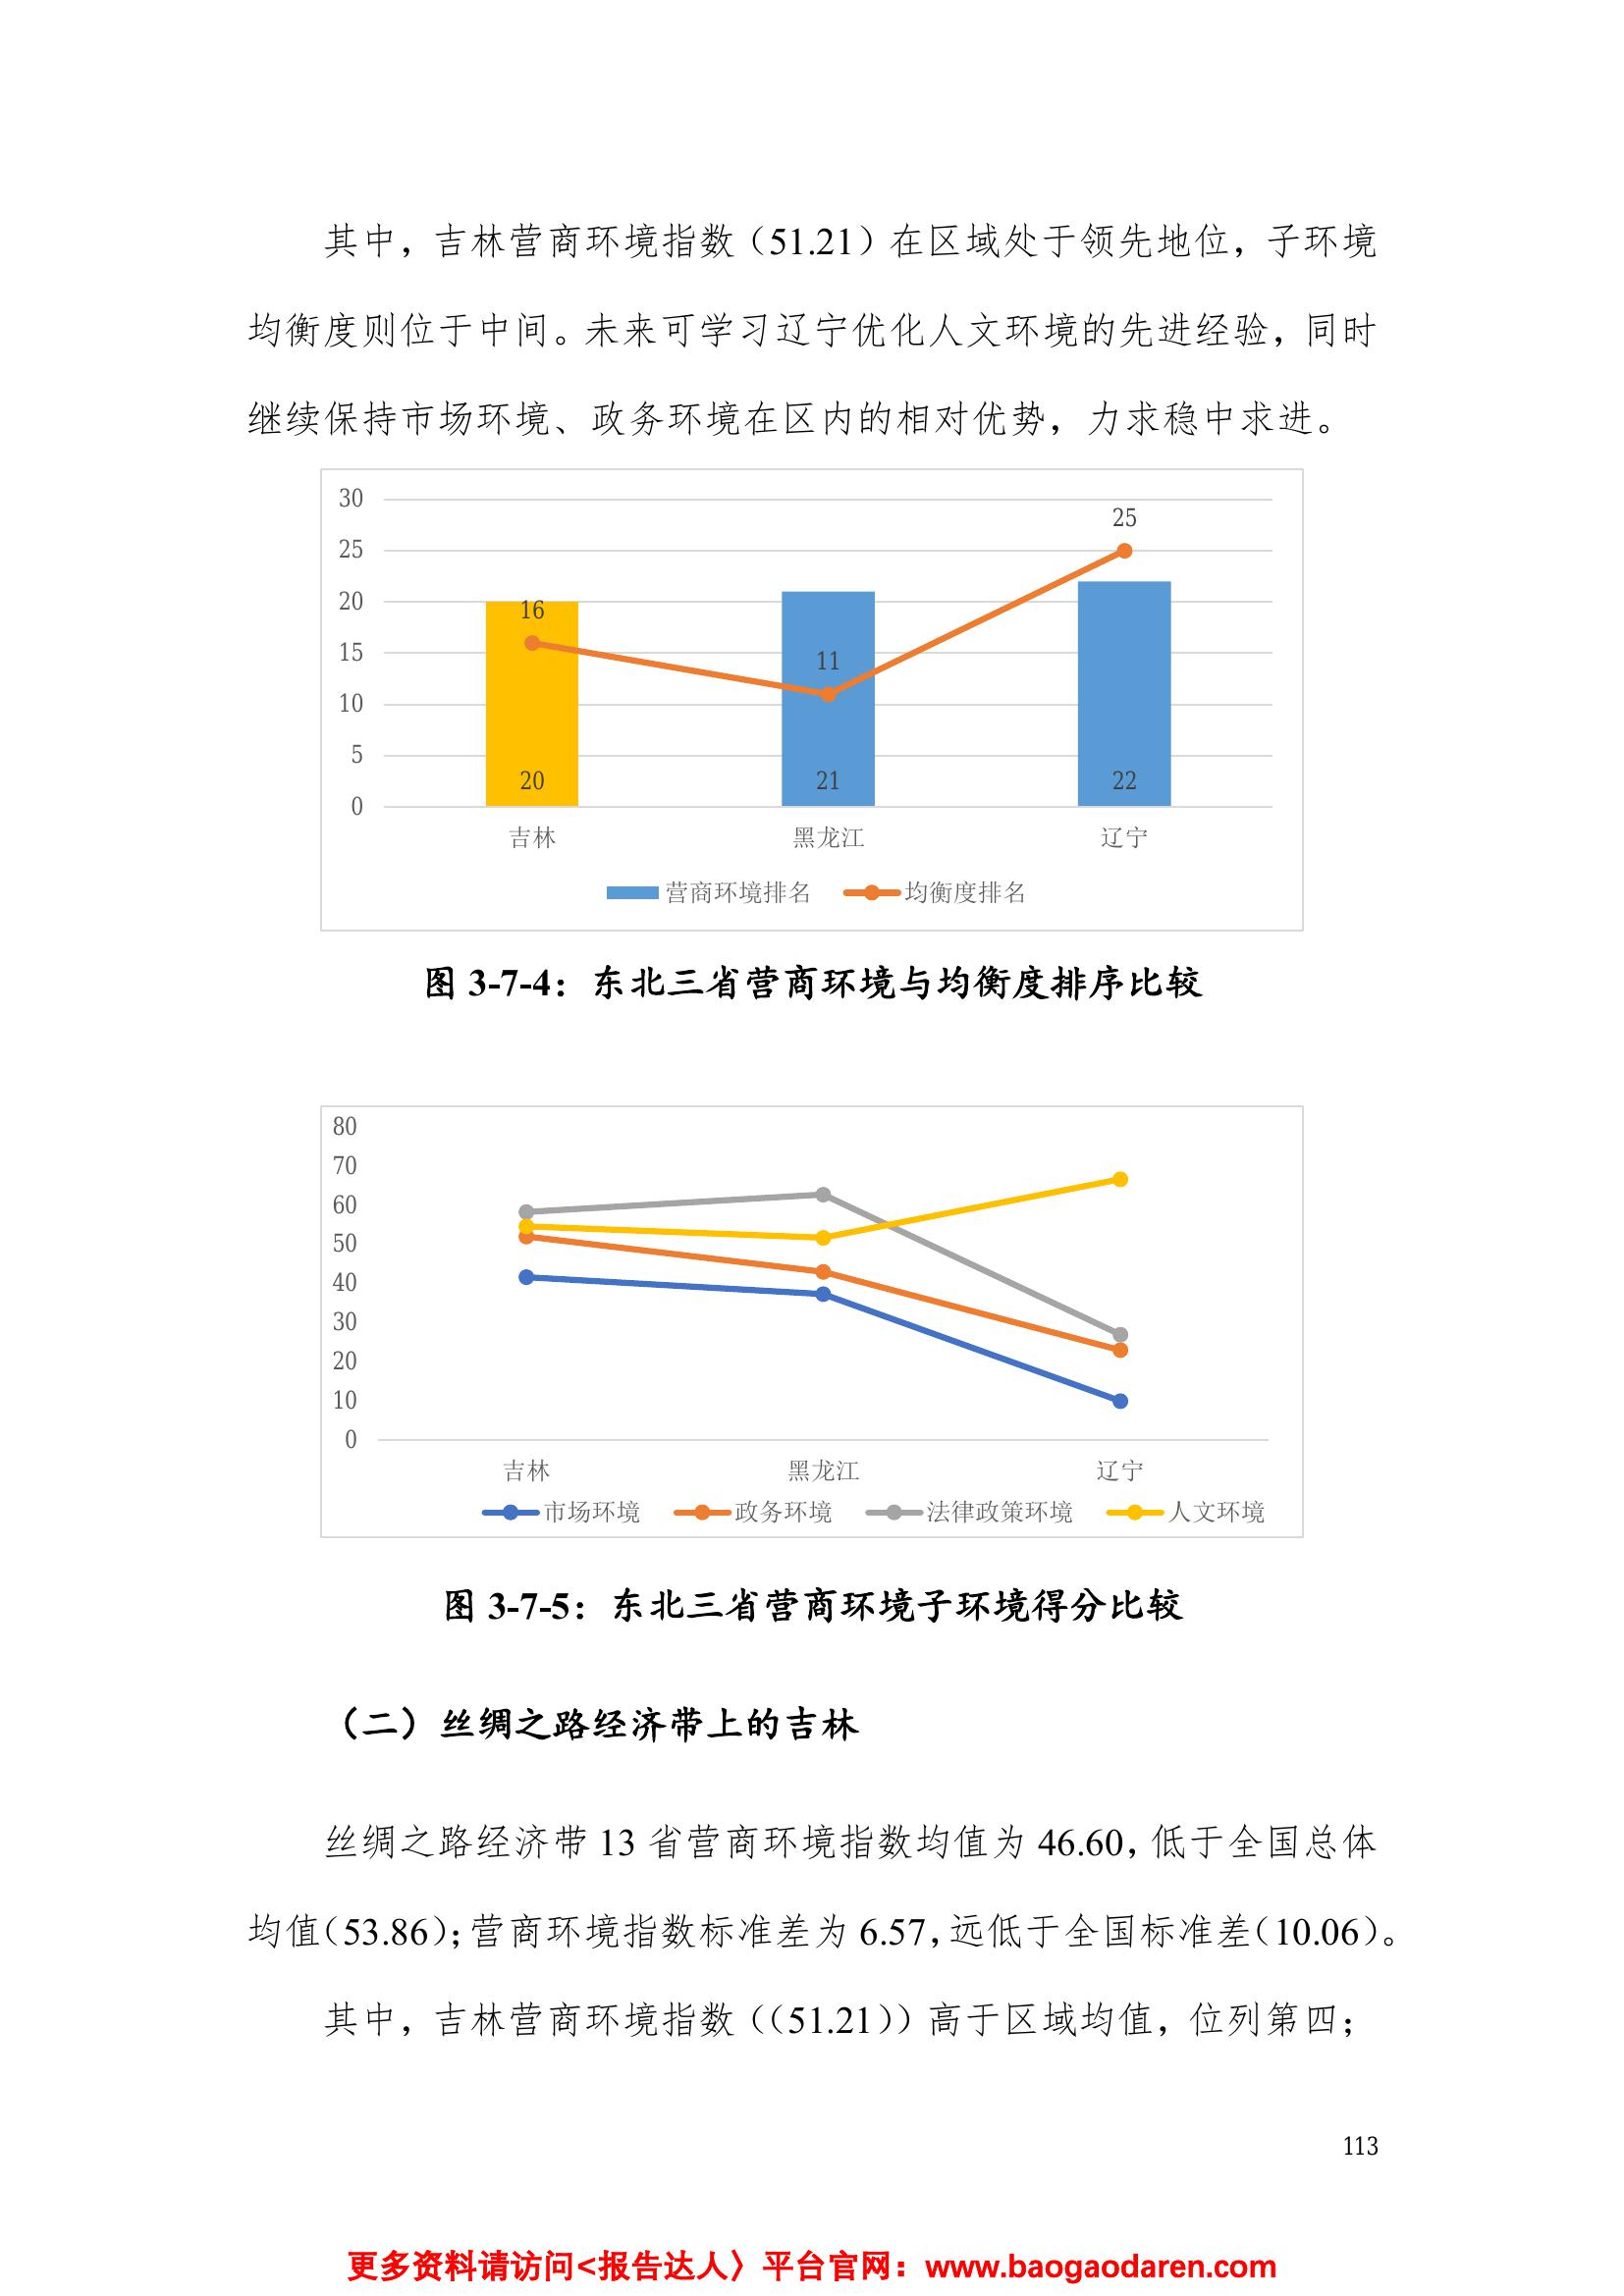 其中，吉林营商环境指数（51.21）在区域处于领先地位，子环境
均衡度则位于中间。未来可学习辽宁优化人文环境的先进经验，同时
继续保持市场环境、政务环境在区内的相对优势，力求稳中求进。
30
25
20
15
10
5
0
16
11
25
20
21
22
吉林 黑龙江 辽宁
营商环境排名 均衡度排名
图 3-7-4：东北三省营商环境与均衡度排序比较
80
70
60
50
40
30
20
10
0
吉林 黑龙江 辽宁
市场环境 政务环境 法律政策环境 人文环境
图 3-7-5：东北三省营商环境子环境得分比较
（二）丝绸之路经济带上的吉林
丝绸之路经济带 13 省营商环境指数均值为 46.60，低于全国总体
均值（53.86）；营商环境指数标准差为 6.57，远低于全国标准差（10.06）。
其中，吉林营商环境指数（（51.21））高于区域均值，位列第四；
113
更多资料请访问<报告达人〉平台官网：www.baogaodaren.com